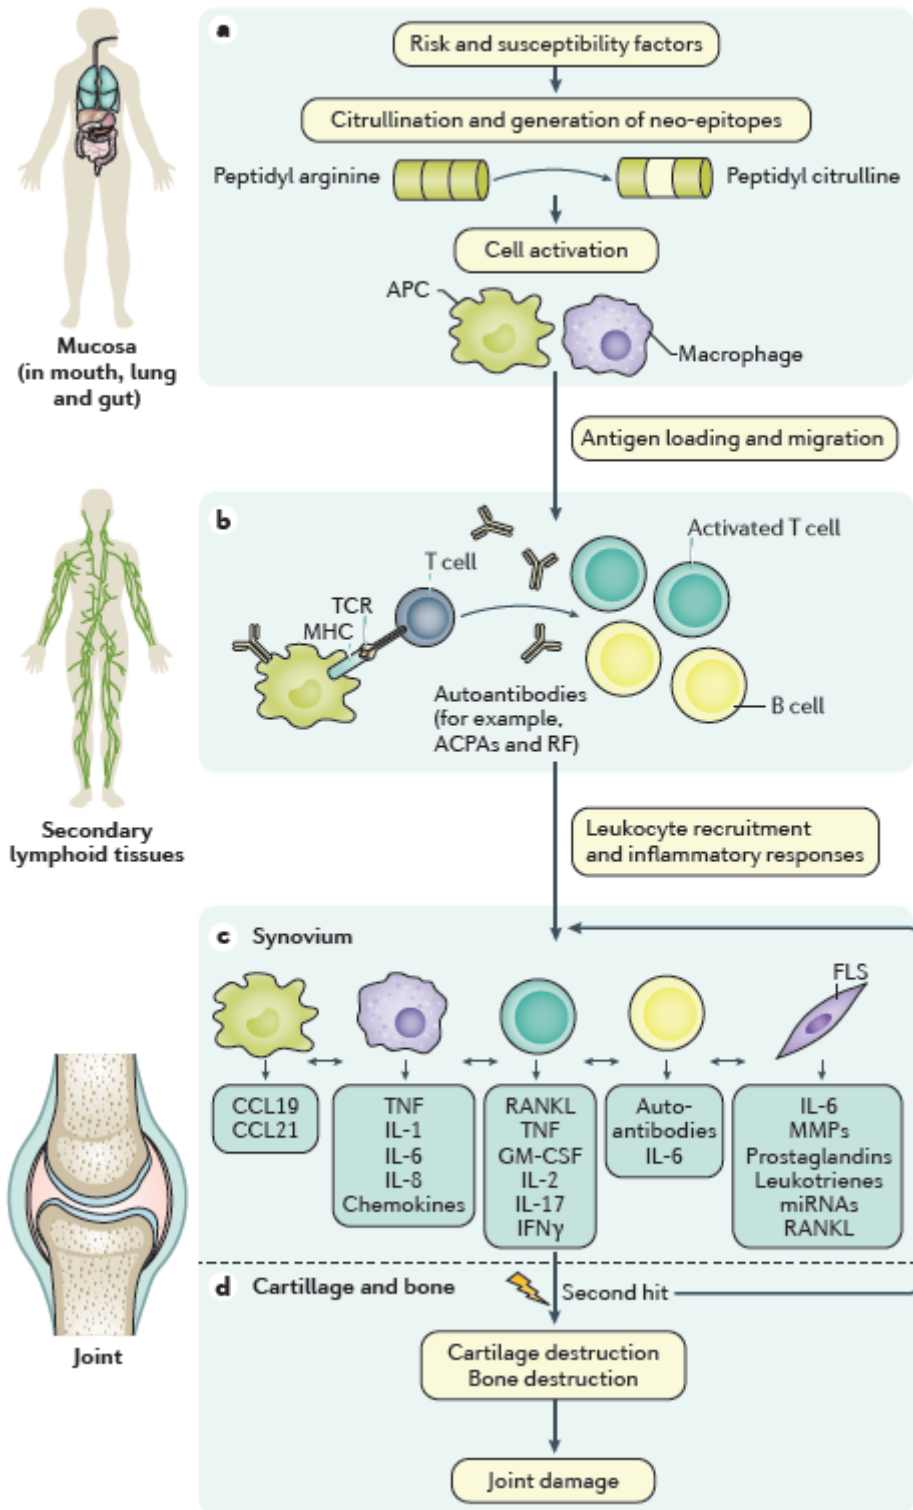 a
Risk and susceptibility factors
Citrullination and generation of neo-epitopes
Peptidyl arginine
Peptidyl citrulline
Cell activation
APC
Macrophage
Mucosa
(in mouth, lung
and gut)
Antigen loading and migration
b
Activated T cell
T cell
TCR
MHC
Autoantibodies
(for example,
ACPAs and RF)
B cell
Secondary
lymphoid tissues
Leukocyte recruitment
and inflammatory responses
c Synovium
FLS
CCL19
CCL21
TNF
IL-1
IL-6
IL-8
Chemokines
RANKL
TNF
GM-CSF
IL-2
IL-17
IFNγ
Auto-
antibodies
IL-6
IL-6
MMPs
Prostaglandins
Leukotrienes
miRNAs
RANKL
d Cartillage and bone
Second hit
Joint
Cartilage destruction
Bone destruction
Joint damage